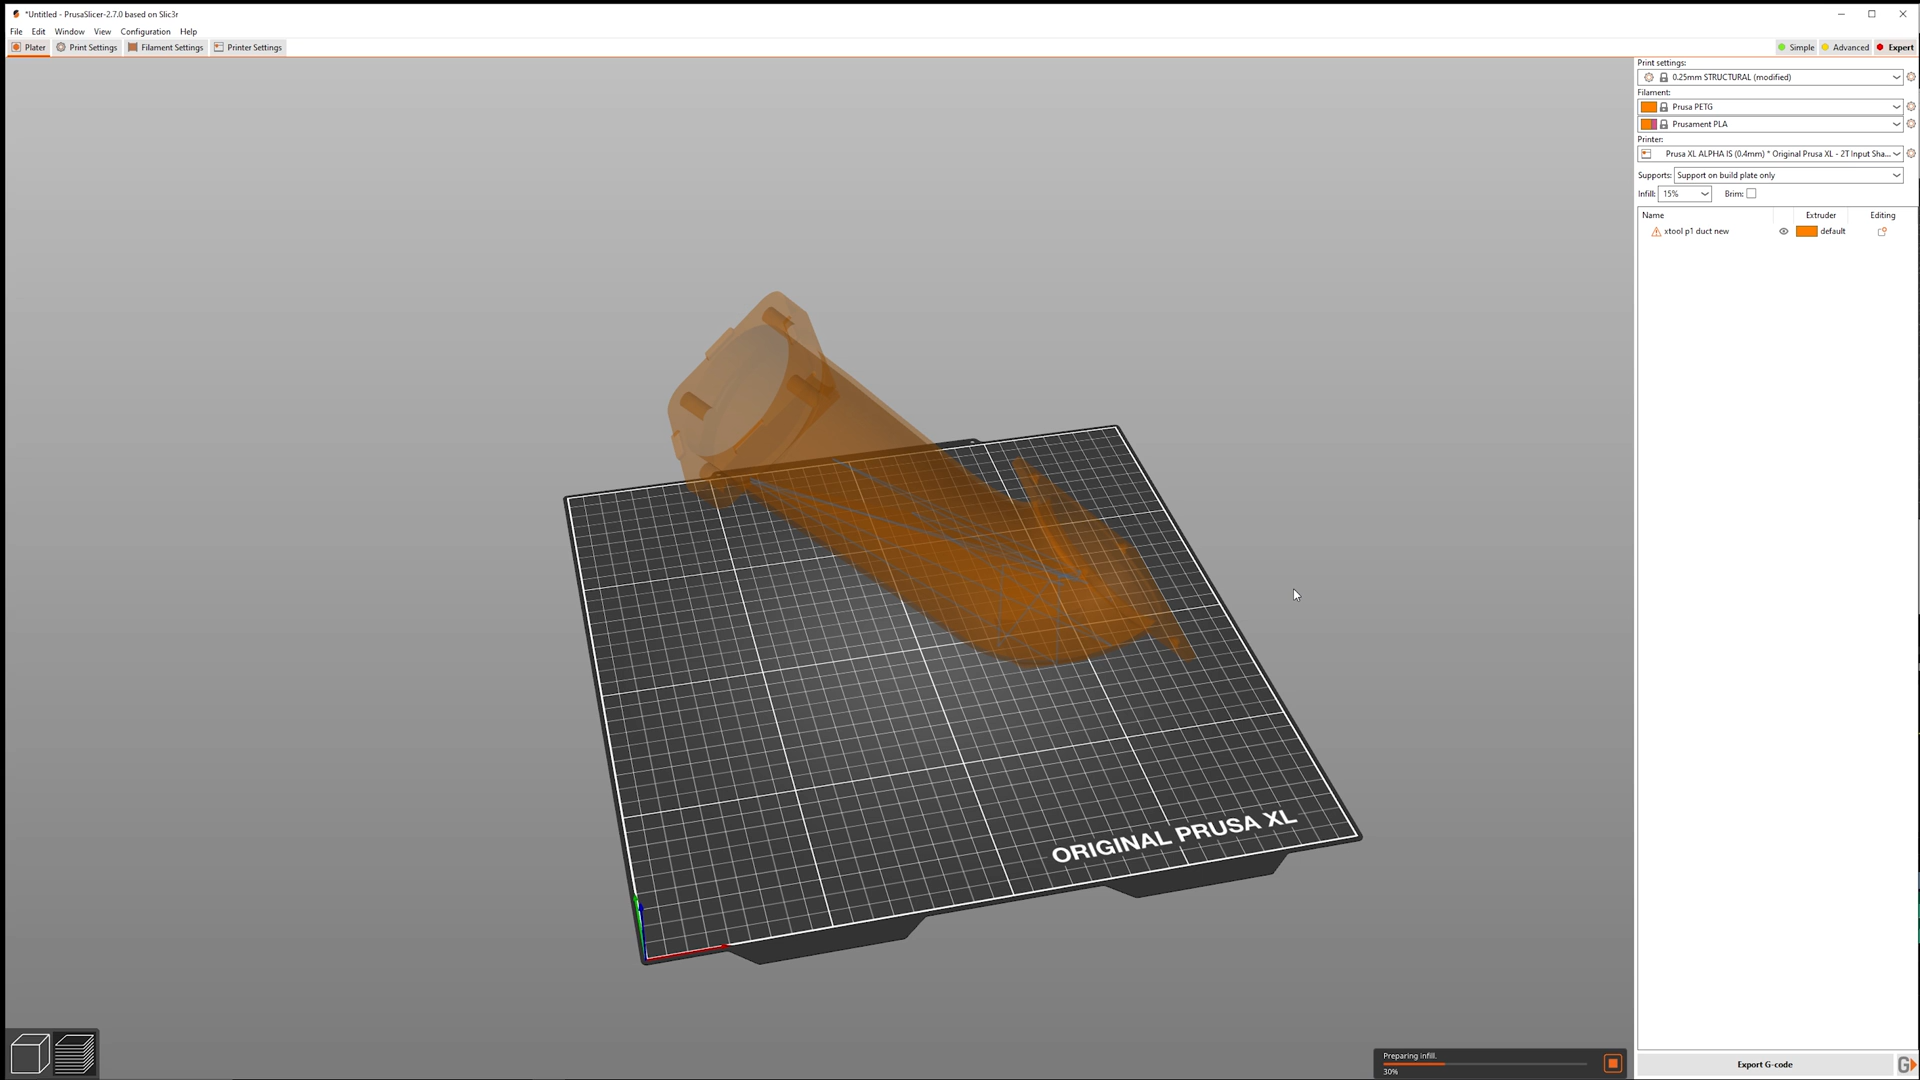 *Untitled - PrusaSlicer-2.7.0 based on Slic3r
File Edit Window View Configuration Help
Plater Print Settings Filament Settings Printer Settings
Simple Advanced Expert
Print settings:
0.25mm STRUCTURAL (modified)
Filament:
Prusa PETG
Prusament PLA
Printer:
Prusa XL ALPHA IS (0.4mm) * Original Prusa XL - 2T Input Sha...
Supports: Support on build plate only
Infill: 15% Brim:
Name Extruder Editing
xtool p1 duct new default
ORIGINAL PRUSA XL
Preparing infill.
30%
Export G-code
G